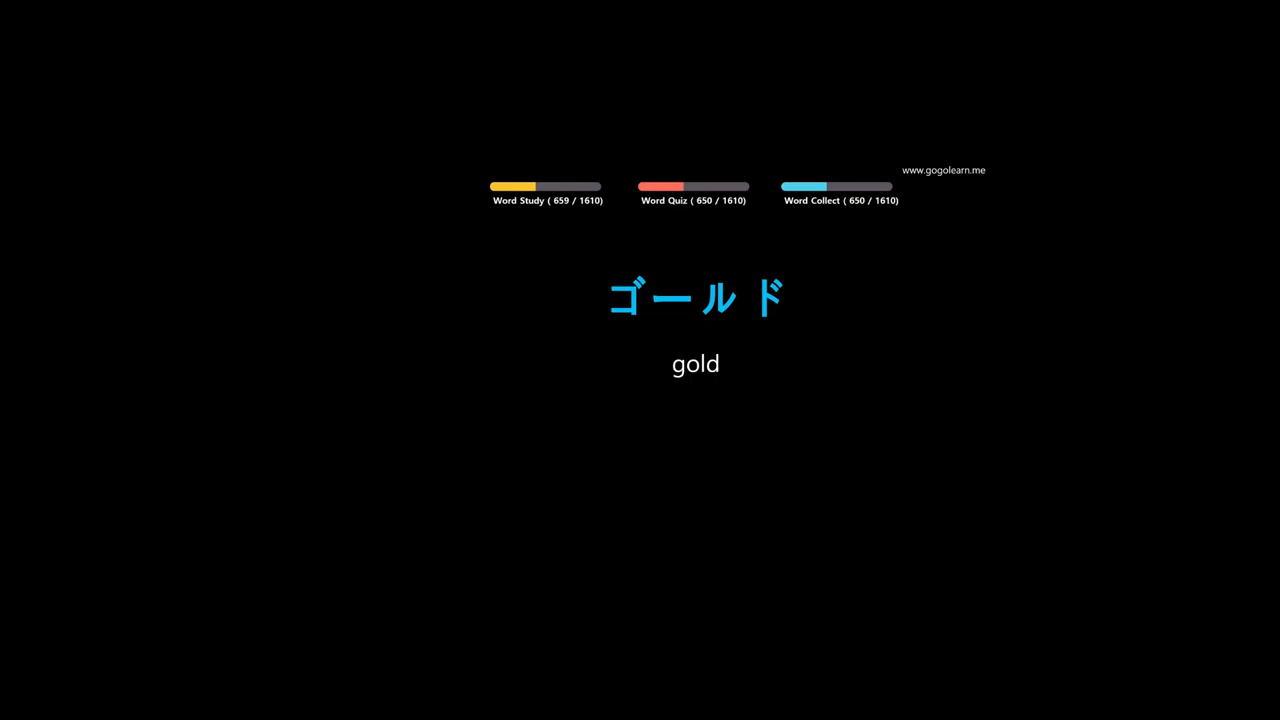 www.gogolearn.me
Word Study ( 659 / 1610)
Word Quiz ( 650 / 1610)
Word Collect ( 650 / 1610)
ゴールド
gold